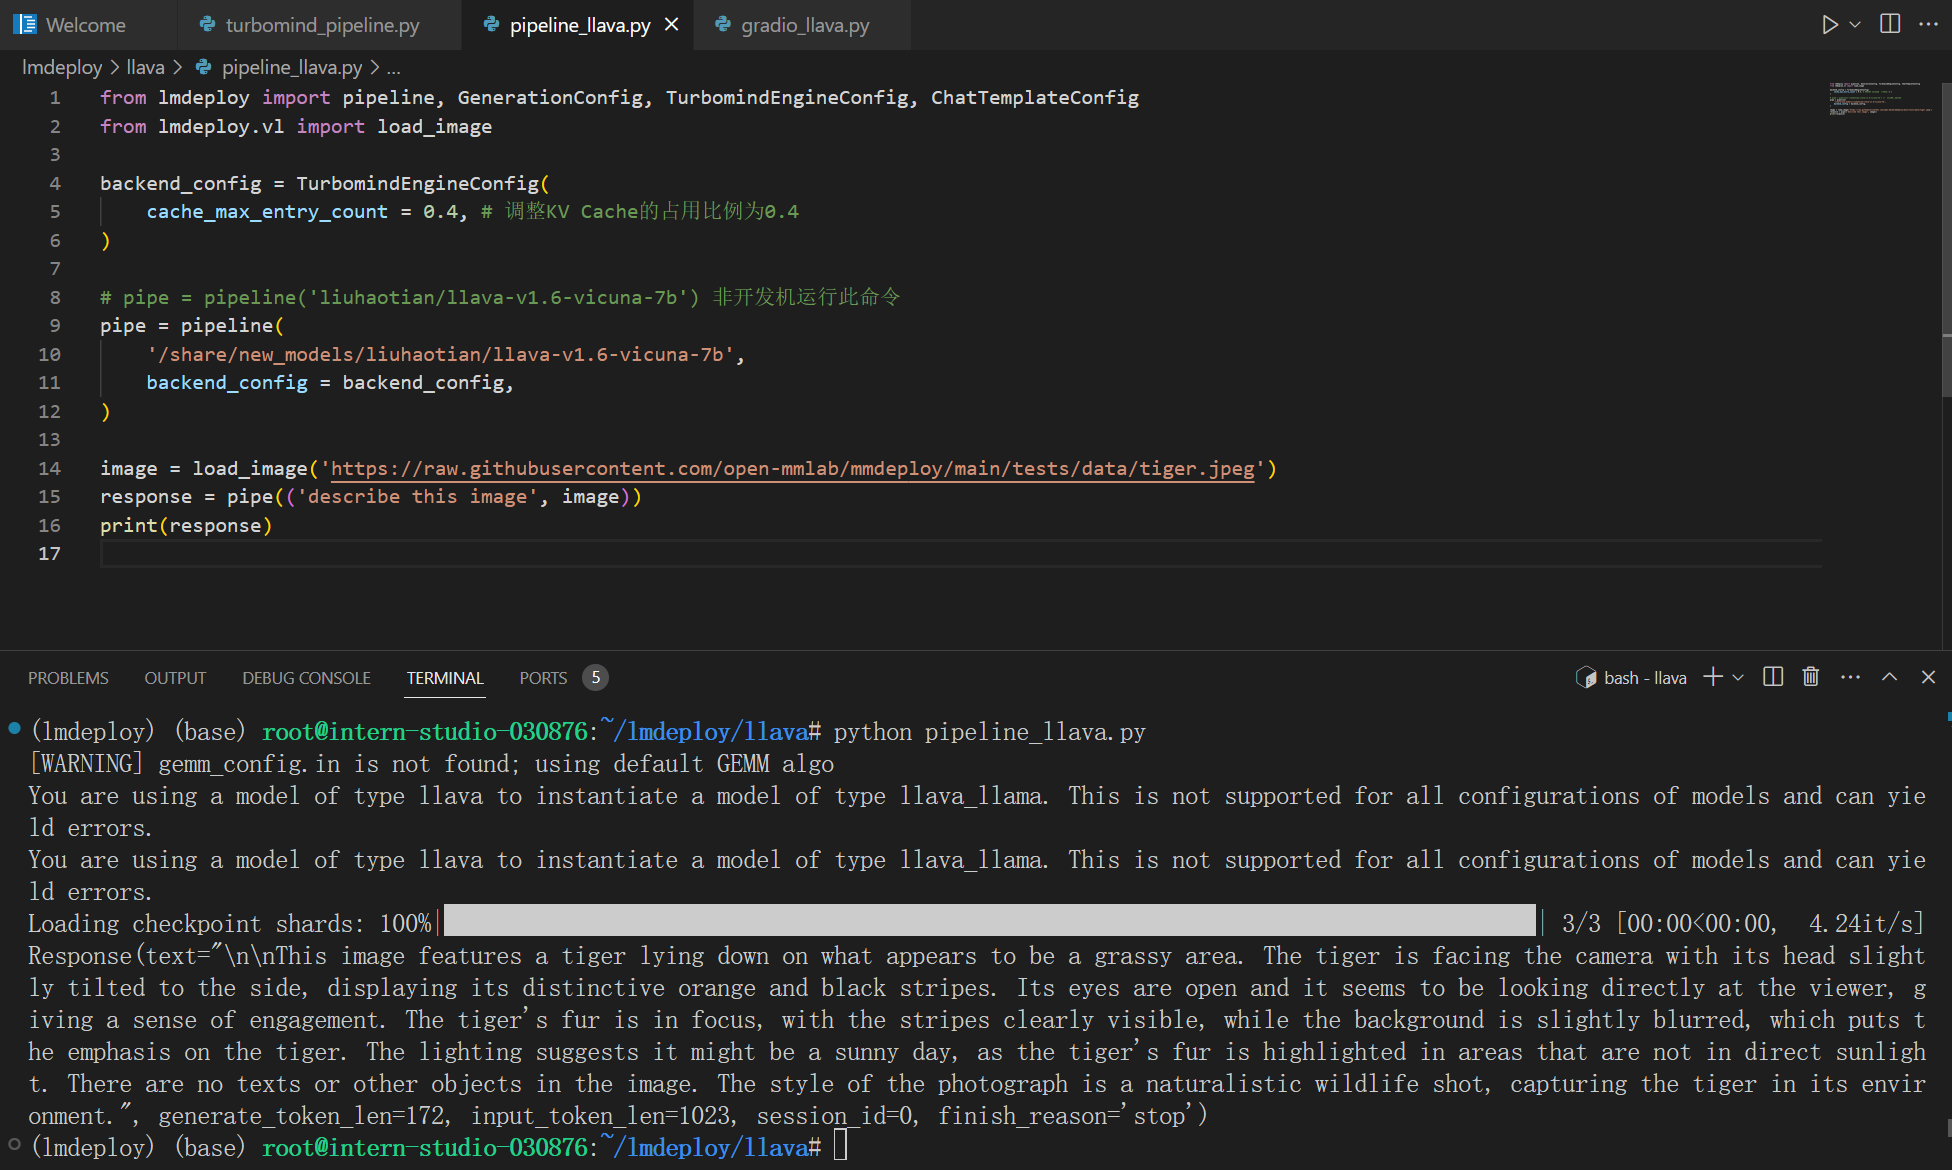 Welcome turbomind_pipeline.py pipeline_llava.py gradio_llava.py
lmdeploy > llava > pipeline_llava.py > ...
1 from lmdeploy import pipeline, GenerationConfig, TurbomindEngineConfig, ChatTemplateConfig
2 from lmdeploy.vl import load_image
3
4 backend_config = TurbomindEngineConfig(
5     cache_max_entry_count = 0.4, # 调整KV Cache的占用比例为0.4
6 )
7
8 # pipe = pipeline('liuhaotian/llava-v1.6-vicuna-7b') 非开发机运行此命令
9 pipe = pipeline(
10     '/share/new_models/liuhaotian/llava-v1.6-vicuna-7b',
11     backend_config = backend_config,
12 )
13
14 image = load_image('https://raw.githubusercontent.com/open-mmlab/mmdeploy/main/tests/data/tiger.jpeg')
15 response = pipe(('describe this image', image))
16 print(response)
17
PROBLEMS OUTPUT DEBUG CONSOLE TERMINAL PORTS 5 bash - llava
(lmdeploy) (base) root@intern-studio-030876:~/lmdeploy/llava# python pipeline_llava.py
[WARNING] gemm_config.in is not found; using default GEMM algo
You are using a model of type llava to instantiate a model of type llava_llama. This is not supported for all configurations of models and can yie
ld errors.
You are using a model of type llava to instantiate a model of type llava_llama. This is not supported for all configurations of models and can yie
ld errors.
Loading checkpoint shards: 100%| | 3/3 [00:00<00:00,  4.24it/s]
Response(text="\n\nThis image features a tiger lying down on what appears to be a grassy area. The tiger is facing the camera with its head slight
ly tilted to the side, displaying its distinctive orange and black stripes. Its eyes are open and it seems to be looking directly at the viewer, g
iving a sense of engagement. The tiger's fur is in focus, with the stripes clearly visible, while the background is slightly blurred, which puts t
he emphasis on the tiger. The lighting suggests it might be a sunny day, as the tiger's fur is highlighted in areas that are not in direct sunligh
t. There are no texts or other objects in the image. The style of the photograph is a naturalistic wildlife shot, capturing the tiger in its envir
onment.", generate_token_len=172, input_token_len=1023, session_id=0, finish_reason='stop')
(lmdeploy) (base) root@intern-studio-030876:~/lmdeploy/llava#